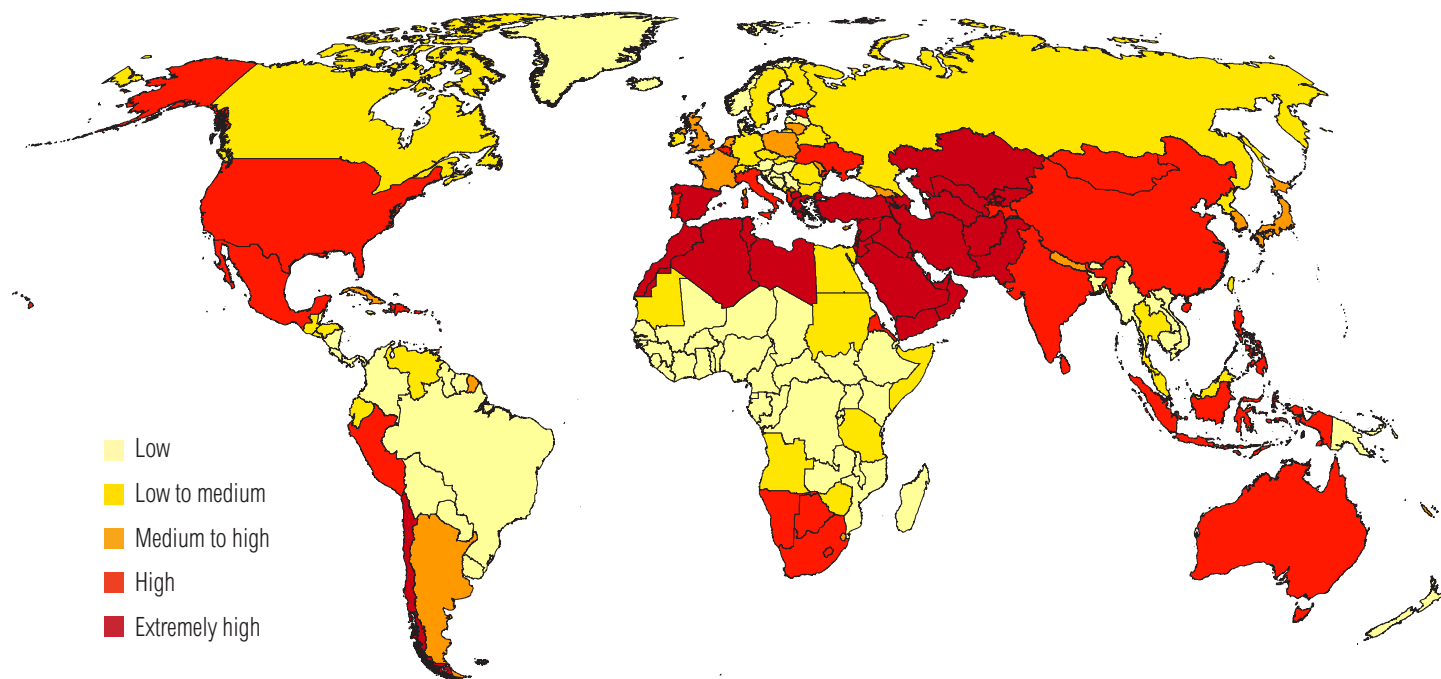 Low
Low to medium
Medium to high
High
Extremely high